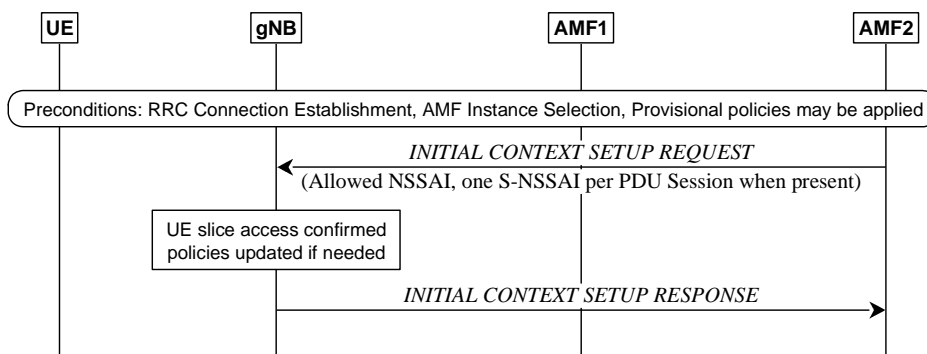 UE gNB AMF1 AMF2
Preconditions: RRC Connection Establishment, AMF Instance Selection, Provisional policies may be applied
INITIAL CONTEXT SETUP REQUEST
(Allowed NSSAI, one S-NSSAI per PDU Session when present)
UE slice access confirmed
policies updated if needed
INITIAL CONTEXT SETUP RESPONSE